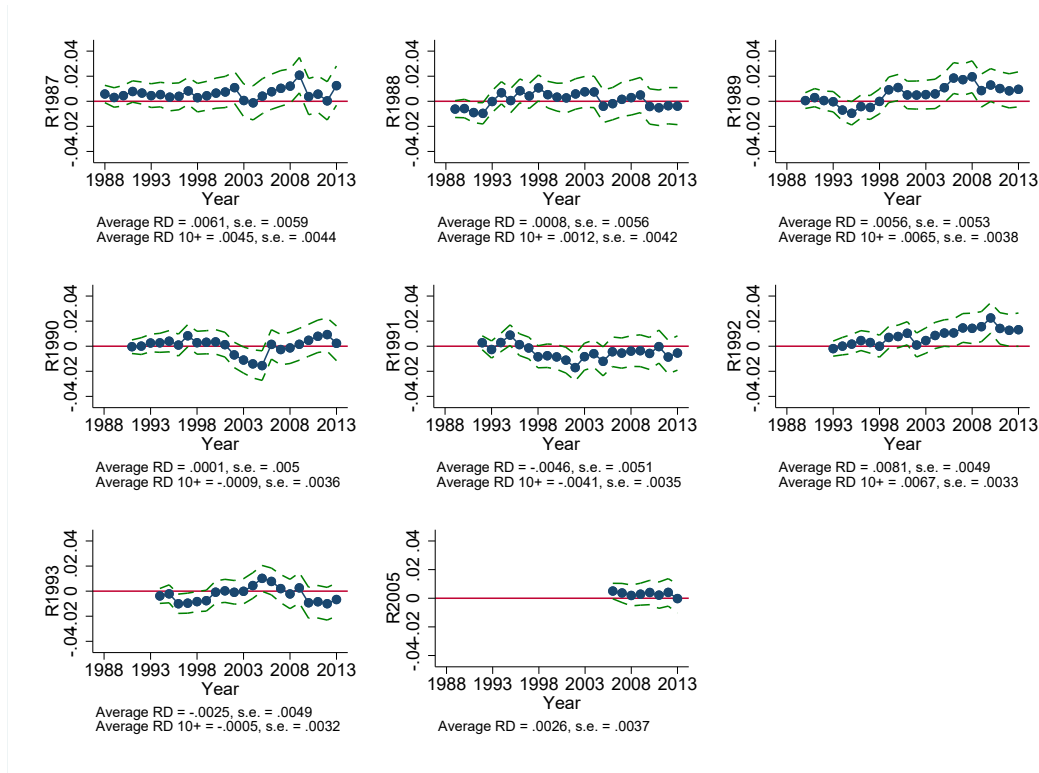 R1987
-.04-.02 0 .02.04
1988 1993 1998 2003 2008 2013
Year
Average RD = .0061, s.e. = .0059
Average RD 10+ = .0045, s.e. = .0044
R1988
-.04-.02 0 .02.04
1988 1993 1998 2003 2008 2013
Year
Average RD = .0008, s.e. = .0056
Average RD 10+ = .0012, s.e. = .0042
R1989
-.04-.02 0 .02.04
1988 1993 1998 2003 2008 2013
Year
Average RD = .0056, s.e. = .0053
Average RD 10+ = .0065, s.e. = .0038
R1990
-.04-.02 0 .02.04
1988 1993 1998 2003 2008 2013
Year
Average RD = .0001, s.e. = .005
Average RD 10+ = -.0009, s.e. = .0036
R1991
-.04-.02 0 .02.04
1988 1993 1998 2003 2008 2013
Year
Average RD = -.0046, s.e. = .0051
Average RD 10+ = -.0041, s.e. = .0035
R1992
-.04-.02 0 .02.04
1988 1993 1998 2003 2008 2013
Year
Average RD = .0081, s.e. = .0049
Average RD 10+ = .0067, s.e. = .0033
R1993
-.04-.02 0 .02.04
1988 1993 1998 2003 2008 2013
Year
Average RD = -.0025, s.e. = .0049
Average RD 10+ = -.0005, s.e. = .0032
R2005
-.04-.02 0 .02.04
1988 1993 1998 2003 2008 2013
Year
Average RD = .0026, s.e. = .0037